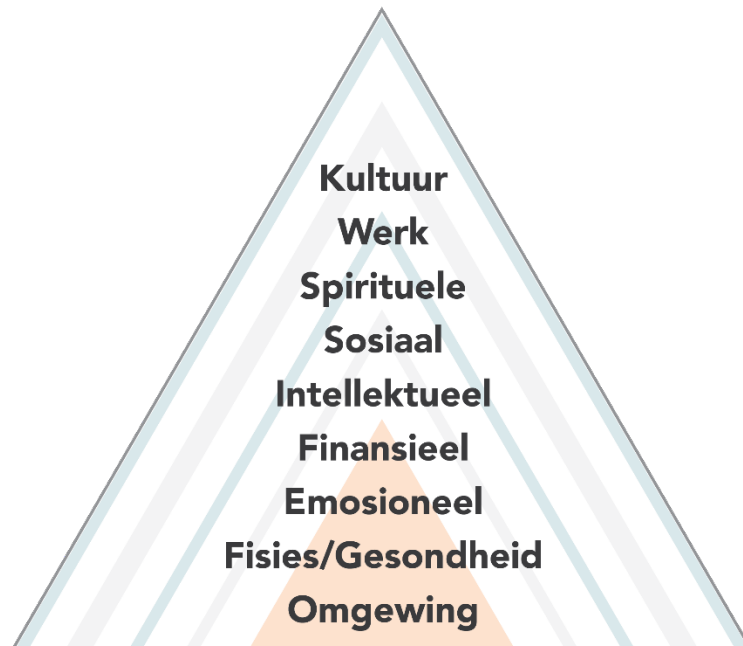 Kultuur
Werk
Spirituele
Sosiaal
Intellektueel
Finansieel
Emosioneel
Fisies/Gesondheid
Omgewing